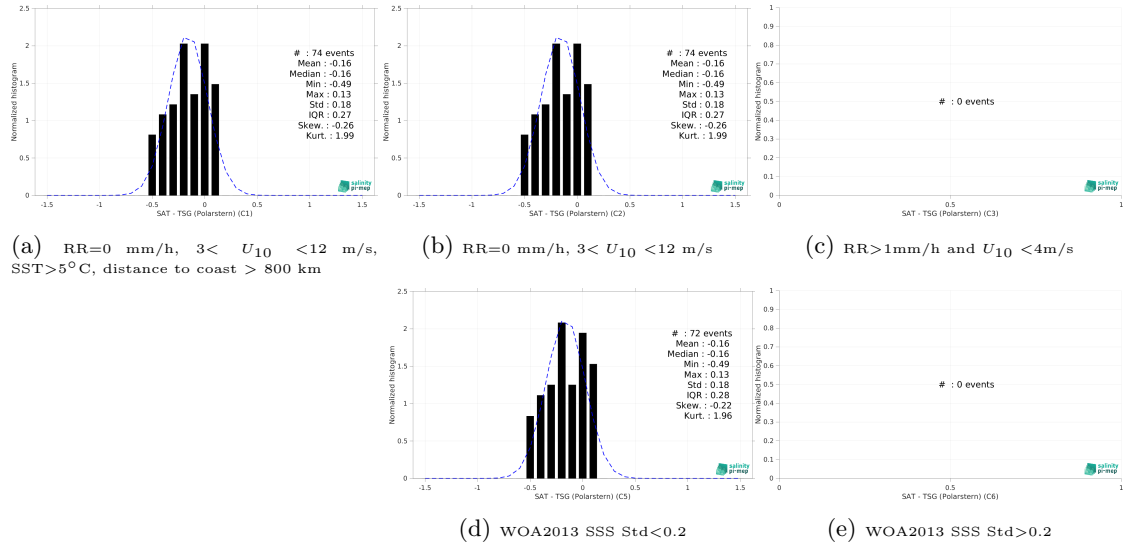 2.5
2
1.5
1
0.5
0
Normalized histogram
# : 74 events
Mean : -0.16
Median : -0.16
Min : -0.49
Max : 0.13
Std : 0.18
IQR : 0.27
Skew. : -0.26
Kurt. : 1.99
salinity
pi-mep
-1.5 -1 -0.5 0 0.5 1 1.5
SAT - TSG (Polarstern) (C1)
(a) RR=0 mm/h, 3< U10 <12 m/s,
SST>5°C, distance to coast > 800 km
2.5
2
1.5
1
0.5
0
Normalized histogram
# : 74 events
Mean : -0.16
Median : -0.16
Min : -0.49
Max : 0.13
Std : 0.18
IQR : 0.27
Skew. : -0.26
Kurt. : 1.99
salinity
pi-mep
-1.5 -1 -0.5 0 0.5 1 1.5
SAT - TSG (Polarstern) (C2)
(b) RR=0 mm/h, 3< U10 <12 m/s
1
0.9
0.8
0.7
0.6
0.5
0.4
0.3
0.2
0.1
0
Normalized histogram
# : 0 events
salinity
pi-mep
0 0.5 1
SAT - TSG (Polarstern) (C3)
(c) RR>1mm/h and U10 <4m/s
2.5
2
1.5
1
0.5
0
Normalized histogram
# : 72 events
Mean : -0.16
Median : -0.16
Min : -0.49
Max : 0.13
Std : 0.18
IQR : 0.28
Skew. : -0.22
Kurt. : 1.96
salinity
pi-mep
-1.5 -1 -0.5 0 0.5 1 1.5
SAT - TSG (Polarstern) (C5)
(d) WOA2013 SSS Std<0.2
1
0.9
0.8
0.7
0.6
0.5
0.4
0.3
0.2
0.1
0
Normalized histogram
# : 0 events
salinity
pi-mep
0 0.5 1
SAT - TSG (Polarstern) (C6)
(e) WOA2013 SSS Std>0.2